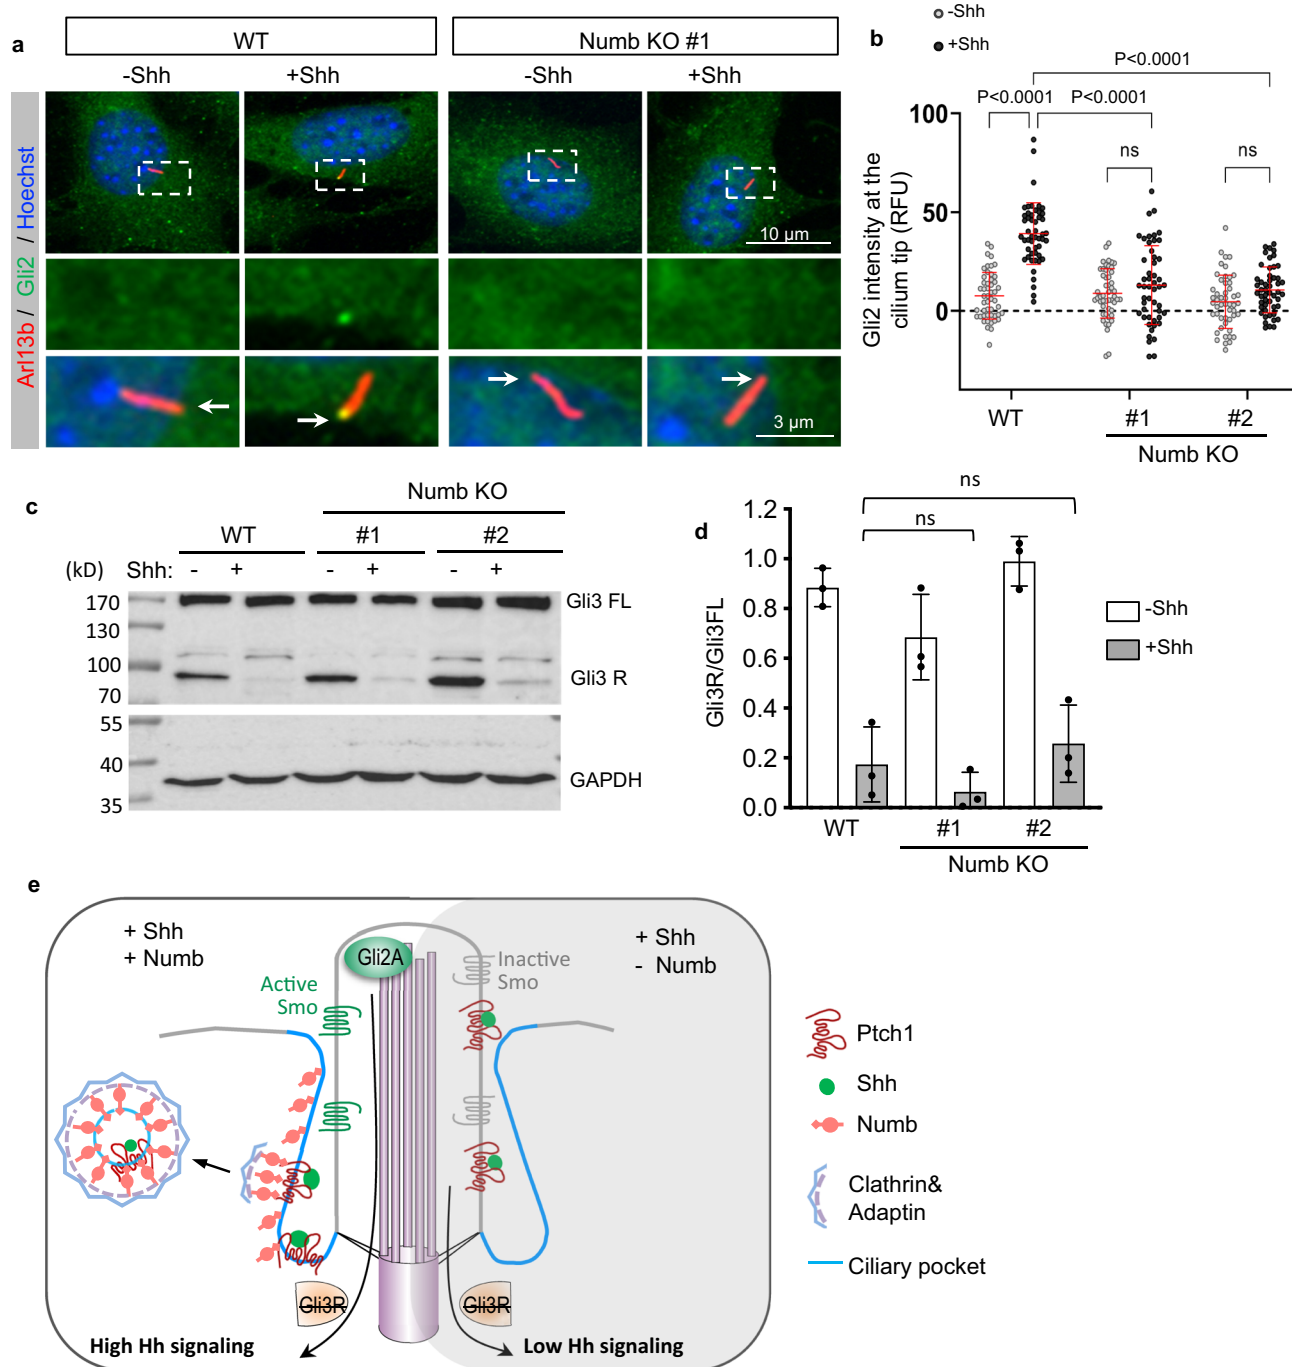 a
WT
Numb KO #1
-Shh
+Shh
-Shh
+Shh
Arl13b / Gli2 / Hoechst
10 µm
3 µm
b
-Shh
+Shh
P<0.0001
P<0.0001
P<0.0001
ns
ns
Gli2 intensity at the
cilium tip (RFU)
100
50
0
WT
#1
#2
Numb KO
c
Numb KO
WT
#1
#2
(kD)
Shh:
-
+
-
+
-
+
170
130
100
70
55
40
35
Gli3 FL
Gli3 R
GAPDH
d
ns
ns
Gli3R/Gli3FL
1.2
1.0
0.8
0.6
0.4
0.2
0.0
-Shh
+Shh
WT
#1
#2
Numb KO
e
+ Shh
+ Numb
+ Shh
- Numb
Gli2A
Active
Smo
Inactive
Smo
Gli3R
Gli3R
High Hh signaling
Low Hh signaling
Ptch1
Shh
Numb
Clathrin&
Adaptin
Ciliary pocket